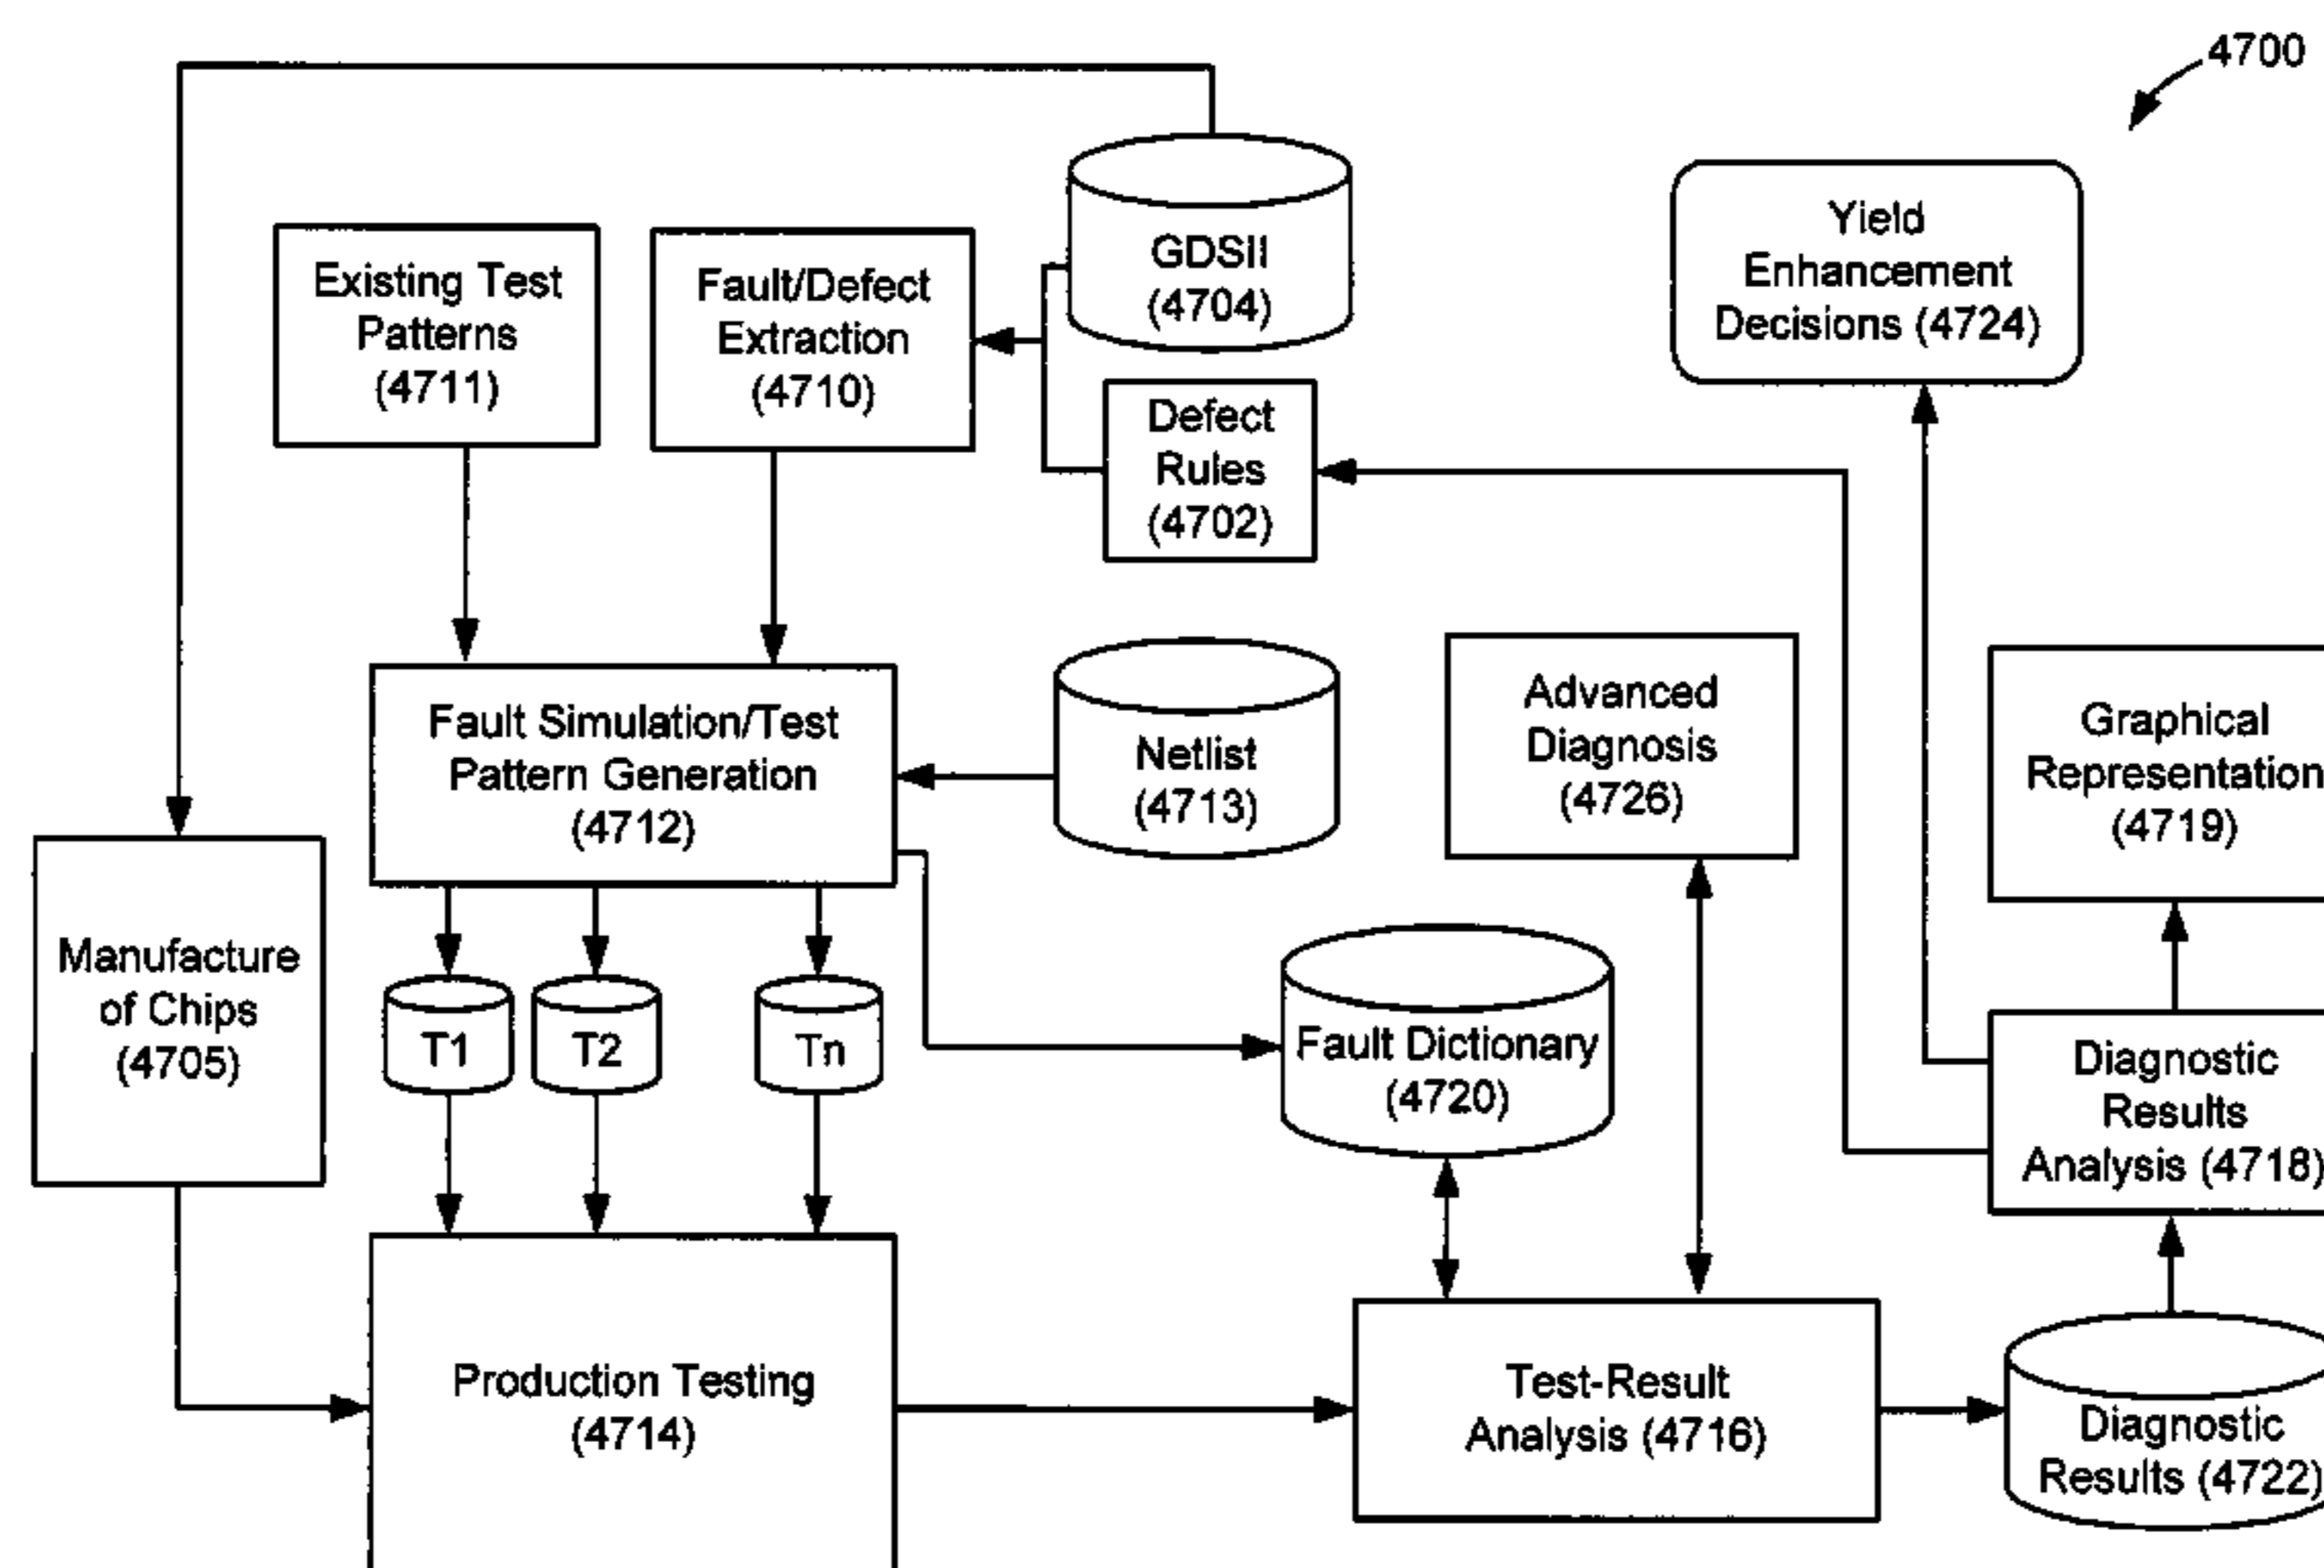 4700
GDSII
(4704)
Yield
Enhancement
Decisions (4724)
Existing Test
Patterns
(4711)
Fault/Defect
Extraction
(4710)
Defect
Rules
(4702)
Fault Simulation/Test
Pattern Generation
(4712)
Netlist
(4713)
Advanced
Diagnosis
(4726)
Graphical
Representation
(4719)
Manufacture
of Chips
(4705)
T1
T2
Tn
Fault Dictionary
(4720)
Diagnostic
Results
Analysis (4718)
Production Testing
(4714)
Test-Result
Analysis (4716)
Diagnostic
Results (4722)